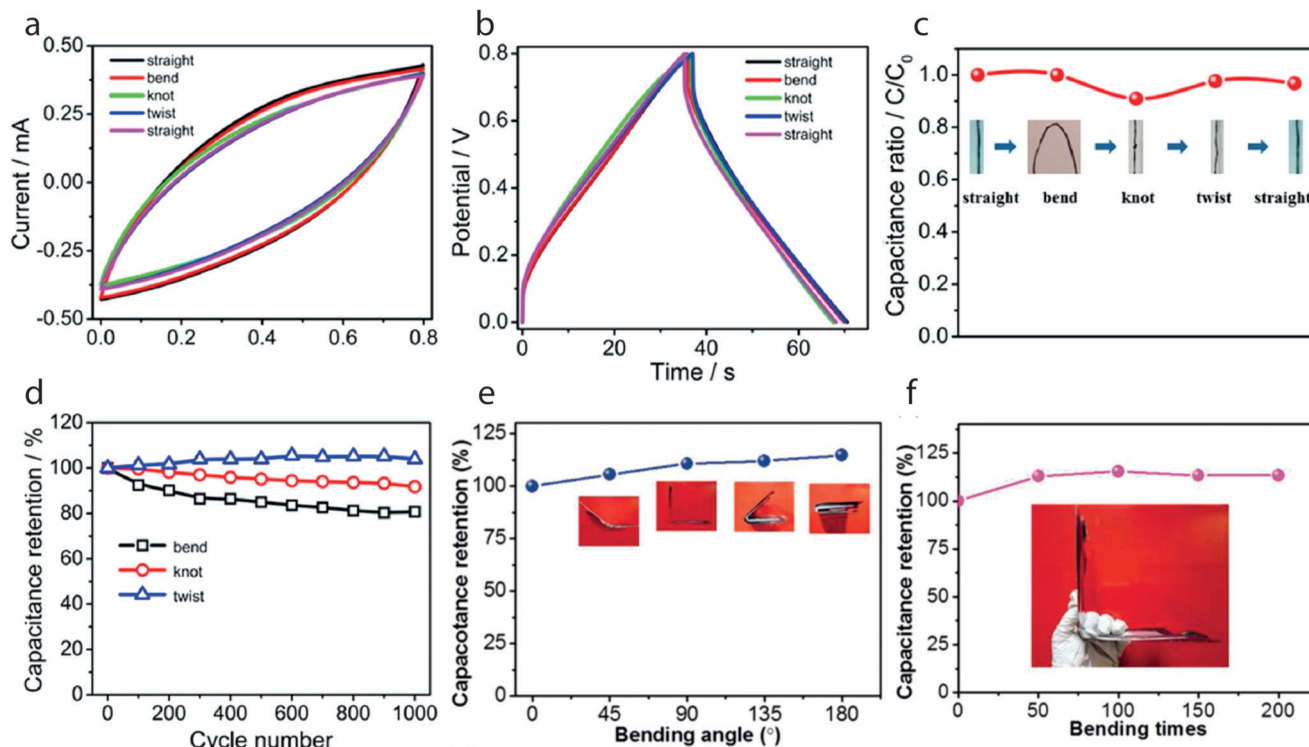 a
0.50
0.25
0.00
-0.25
-0.50
Current / mA
straight
bend
knot
twist
straight
0.0 0.2 0.4 0.6 0.8
b
0.8
0.6
0.4
0.2
0.0
Potential / V
straight
bend
knot
twist
straight
0 20 40 60
Time / s
c
1.0
0.8
0.6
0.4
0.2
0.0
Capacitance ratio / C/C₀
straight bend knot twist straight
d
120
100
80
60
40
20
0
Capacitance retention / %
bend
knot
twist
0 200 400 600 800 1000
Cycle number
e
125
100
75
50
25
0
Capacotance retention (%)
0 45 90 135 180
Bending angle (°)
f
125
100
75
50
25
0
Capacitance retention (%)
0 50 100 150 200
Bending times